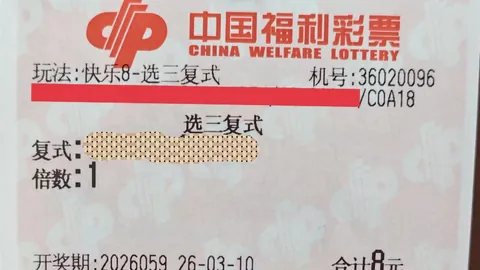 中国福利彩票
CHINA WELFARE LOTTERY
玩法:快乐8-选三复式 机号:36020096
/C0A18
选三复式
复式:
倍数:1
开奖期:2026059 26-03-10 合计8元